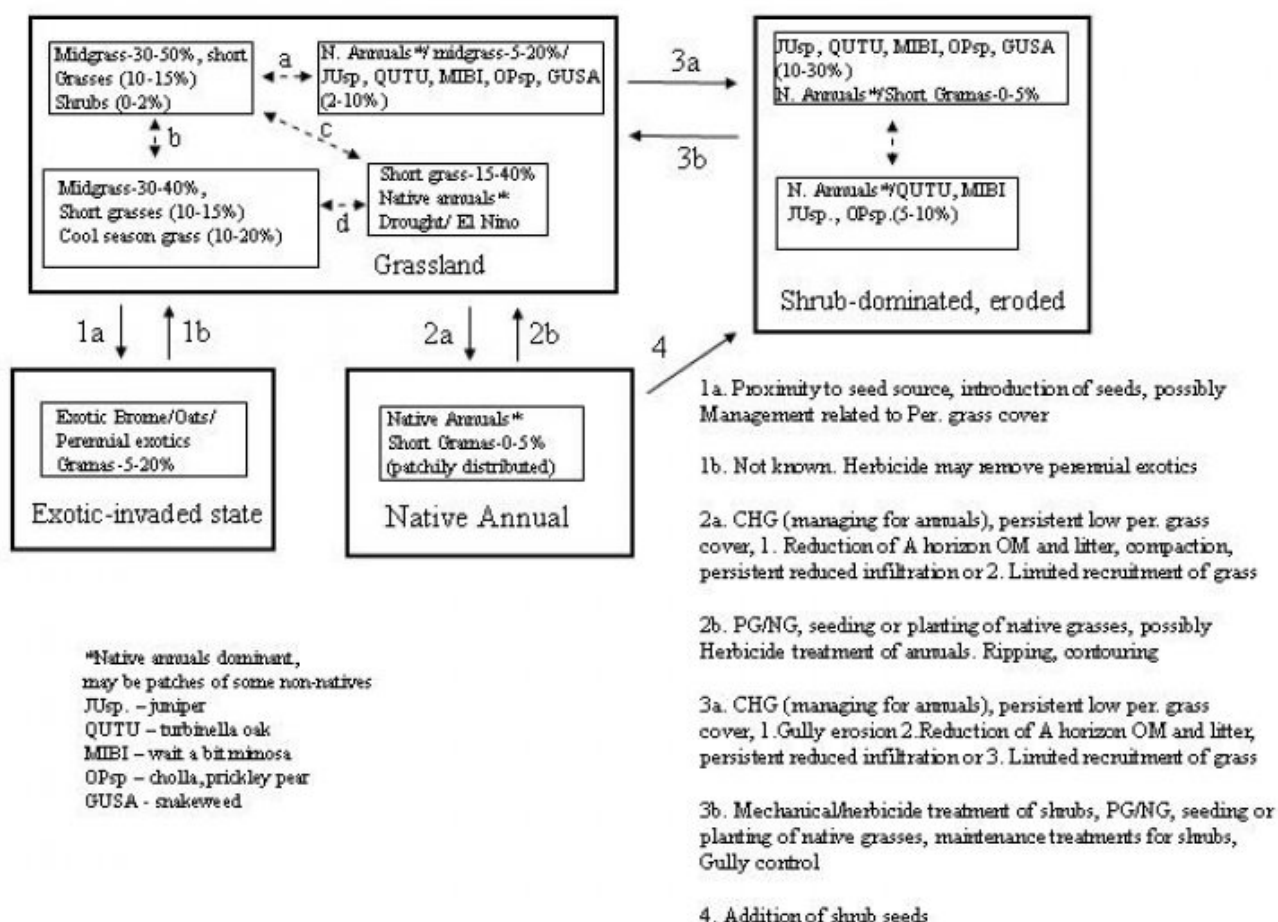 Midgrass-30-50%, short
Grasses (10-15%)
Shrubs (0-2%)
a
N. Annuals*/ midgrass-5-20%/
JUsp, QUTU, MIBI, OPsp, GUSA
(2-10%)
b
c
Midgrass-30-40%,
Short grasses (10-15%)
Cool season grass (10-20%)
d
Short grass-15-40%
Native annuals*
Drought/ El Nino
Grassland
3a
3b
JUsp, QUTU, MIBI, OPsp, GUSA
(10-30%)
N. Annuals*/Short Gramas-0-5%
N. Annuals*/QUTU, MIBI
JUsp., OPsp.(5-10%)
Shrub-dominated, eroded
1a
1b
2a
2b
4
Exotic Brome/Oats/
Perennial exotics
Gramas-5-20%
Exotic-invaded state
Native Annuals*
Short Gramas-0-5%
(patchily distributed)
Native Annual
*Native annuals dominant,
may be patches of some non-natives
JUsp. – juniper
QUTU – turbinella oak
MIBI – wait a bit mimosa
OPsp – cholla,prickley pear
GUSA - snakeweed
1a. Proximity to seed source, introduction of seeds, possibly
Management related to Per. grass cover
1b. Not known. Herbicide may remove perennial exotics
2a. CHG (managing for annuals), persistent low per. grass
cover, 1. Reduction of A horizon OM and litter, compaction,
persistent reduced infiltration or 2. Limited recruitment of grass
2b. PG/NG, seeding or planting of native grasses, possibly
Herbicide treatment of annuals. Ripping, contouring
3a. CHG (managing for annuals), persistent low per. grass
cover, 1.Gully erosion 2.Reduction of A horizon OM and litter,
persistent reduced infiltration or 3. Limited recruitment of grass
3b. Mechanical/herbicide treatment of shrubs, PG/NG, seeding or
planting of native grasses, maintenance treatments for shrubs,
Gully control
4. Addition of shrub seeds